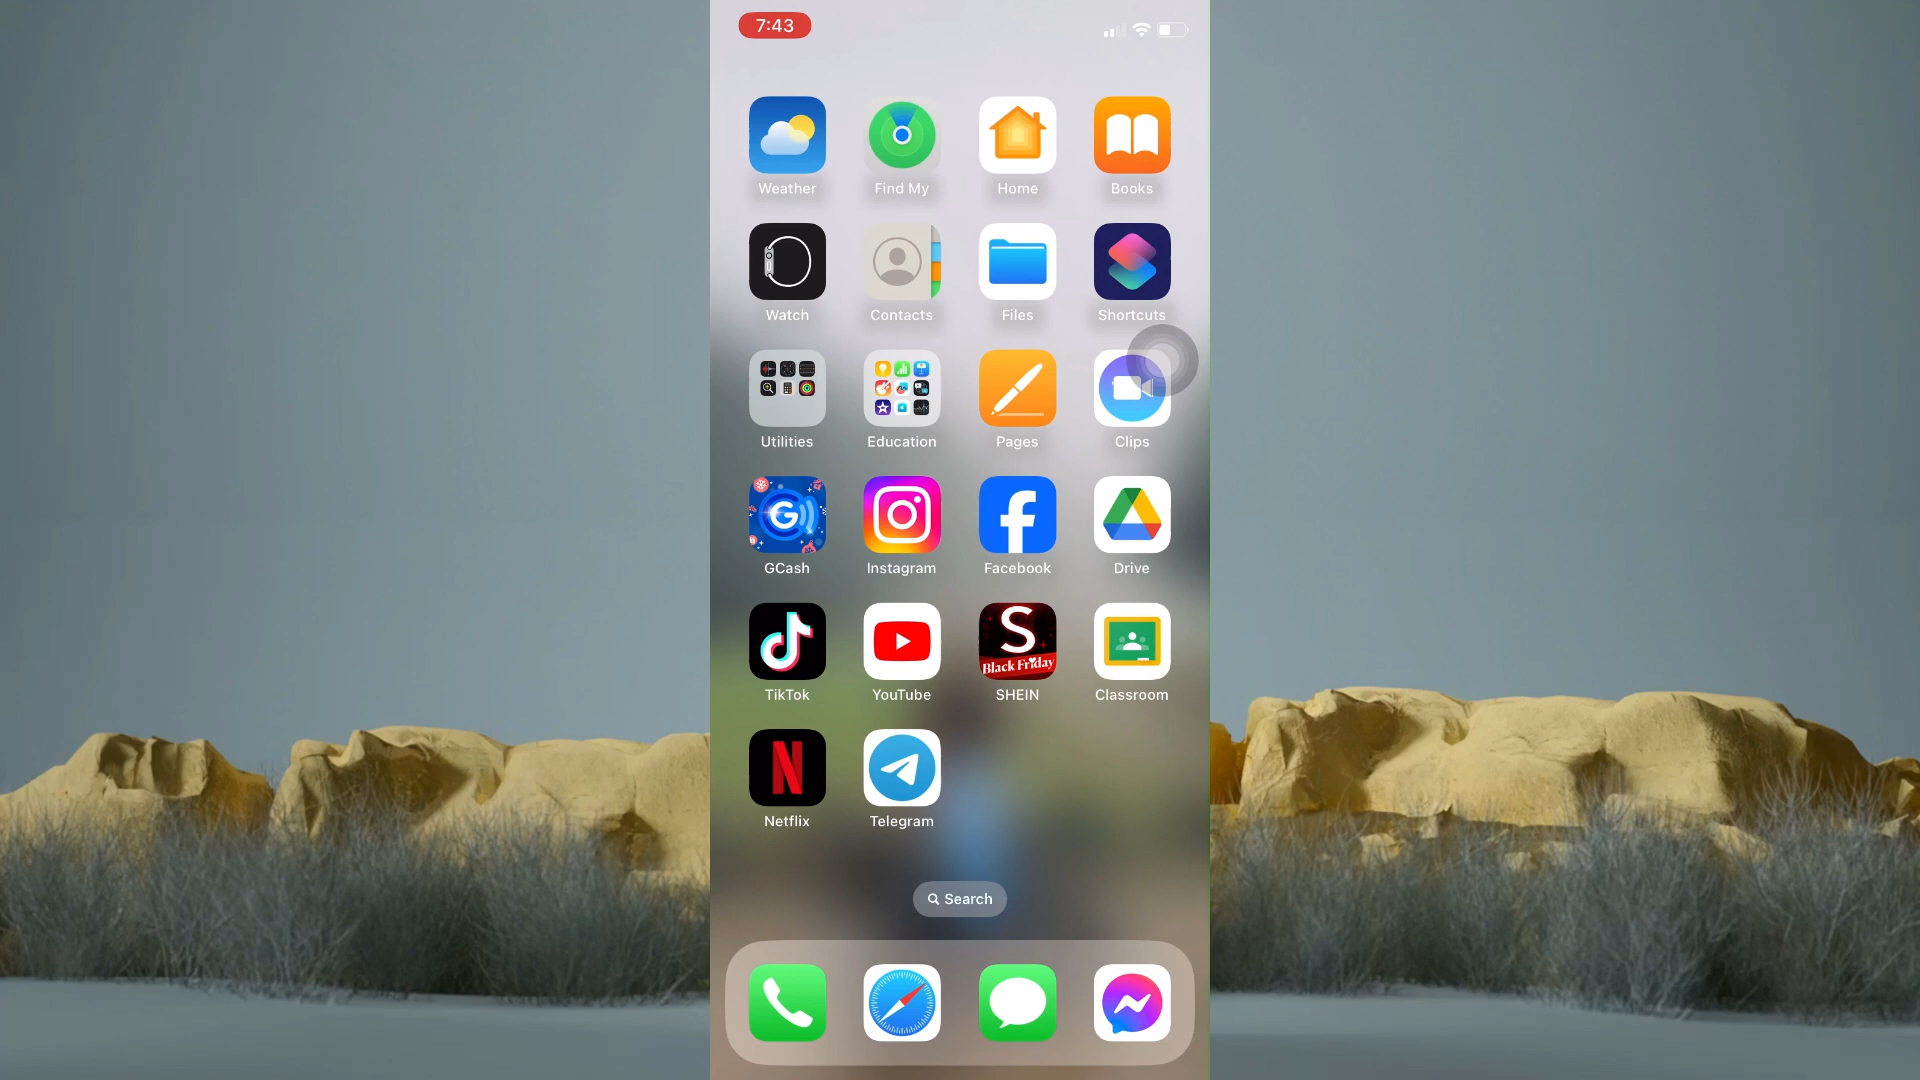 7:43
Weather Find My Home Books
Watch Contacts Files Shortcuts
Utilities Education Pages Clips
G
GCash Instagram Facebook Drive
S
Black Friday
TikTok YouTube SHEIN Classroom
N
Netflix Telegram
Search